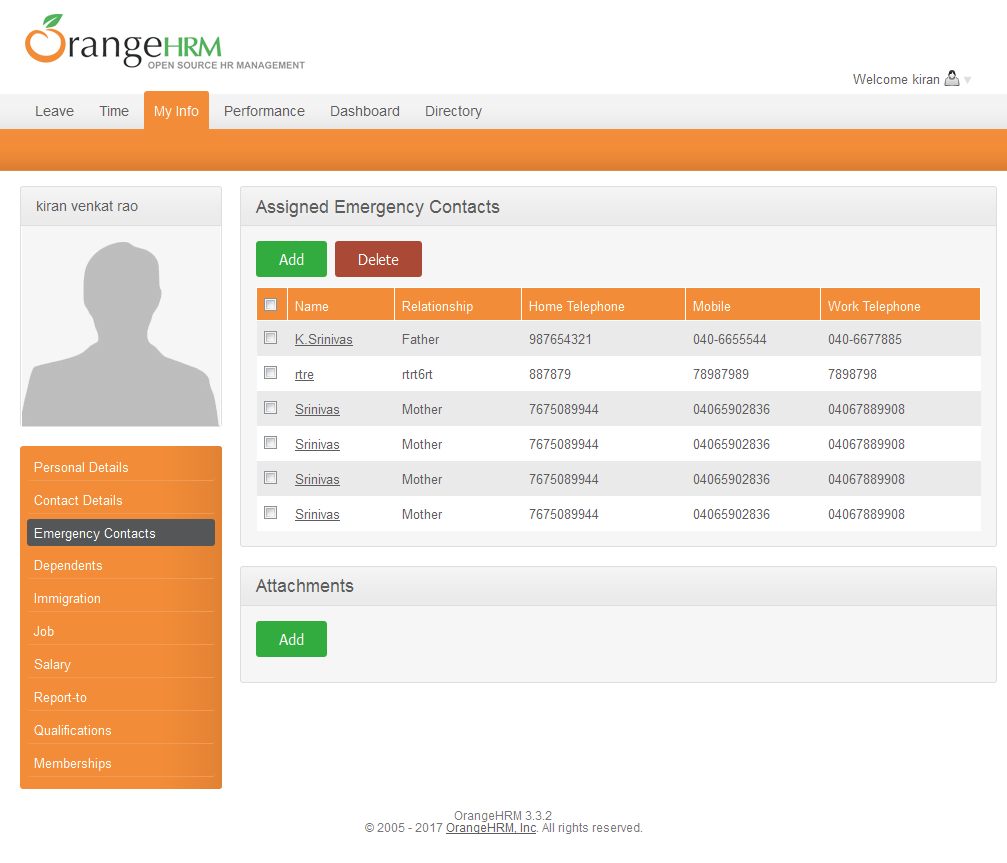 OrangeHRM
OPEN SOURCE HR MANAGEMENT
Welcome kiran
Leave Time My Info Performance Dashboard Directory
kiran venkat rao
Personal Details
Contact Details
Emergency Contacts
Dependents
Immigration
Job
Salary
Report-to
Qualifications
Memberships
Assigned Emergency Contacts
Add Delete
Name Relationship Home Telephone Mobile Work Telephone
K.Srinivas Father 987654321 040-6655544 040-6677885
rtre rtrt6rt 887879 78987989 7898798
Srinivas Mother 7675089944 04065902836 04067889908
Srinivas Mother 7675089944 04065902836 04067889908
Srinivas Mother 7675089944 04065902836 04067889908
Srinivas Mother 7675089944 04065902836 04067889908
Attachments
Add
OrangeHRM 3.3.2
© 2005 - 2017 OrangeHRM, Inc. All rights reserved.